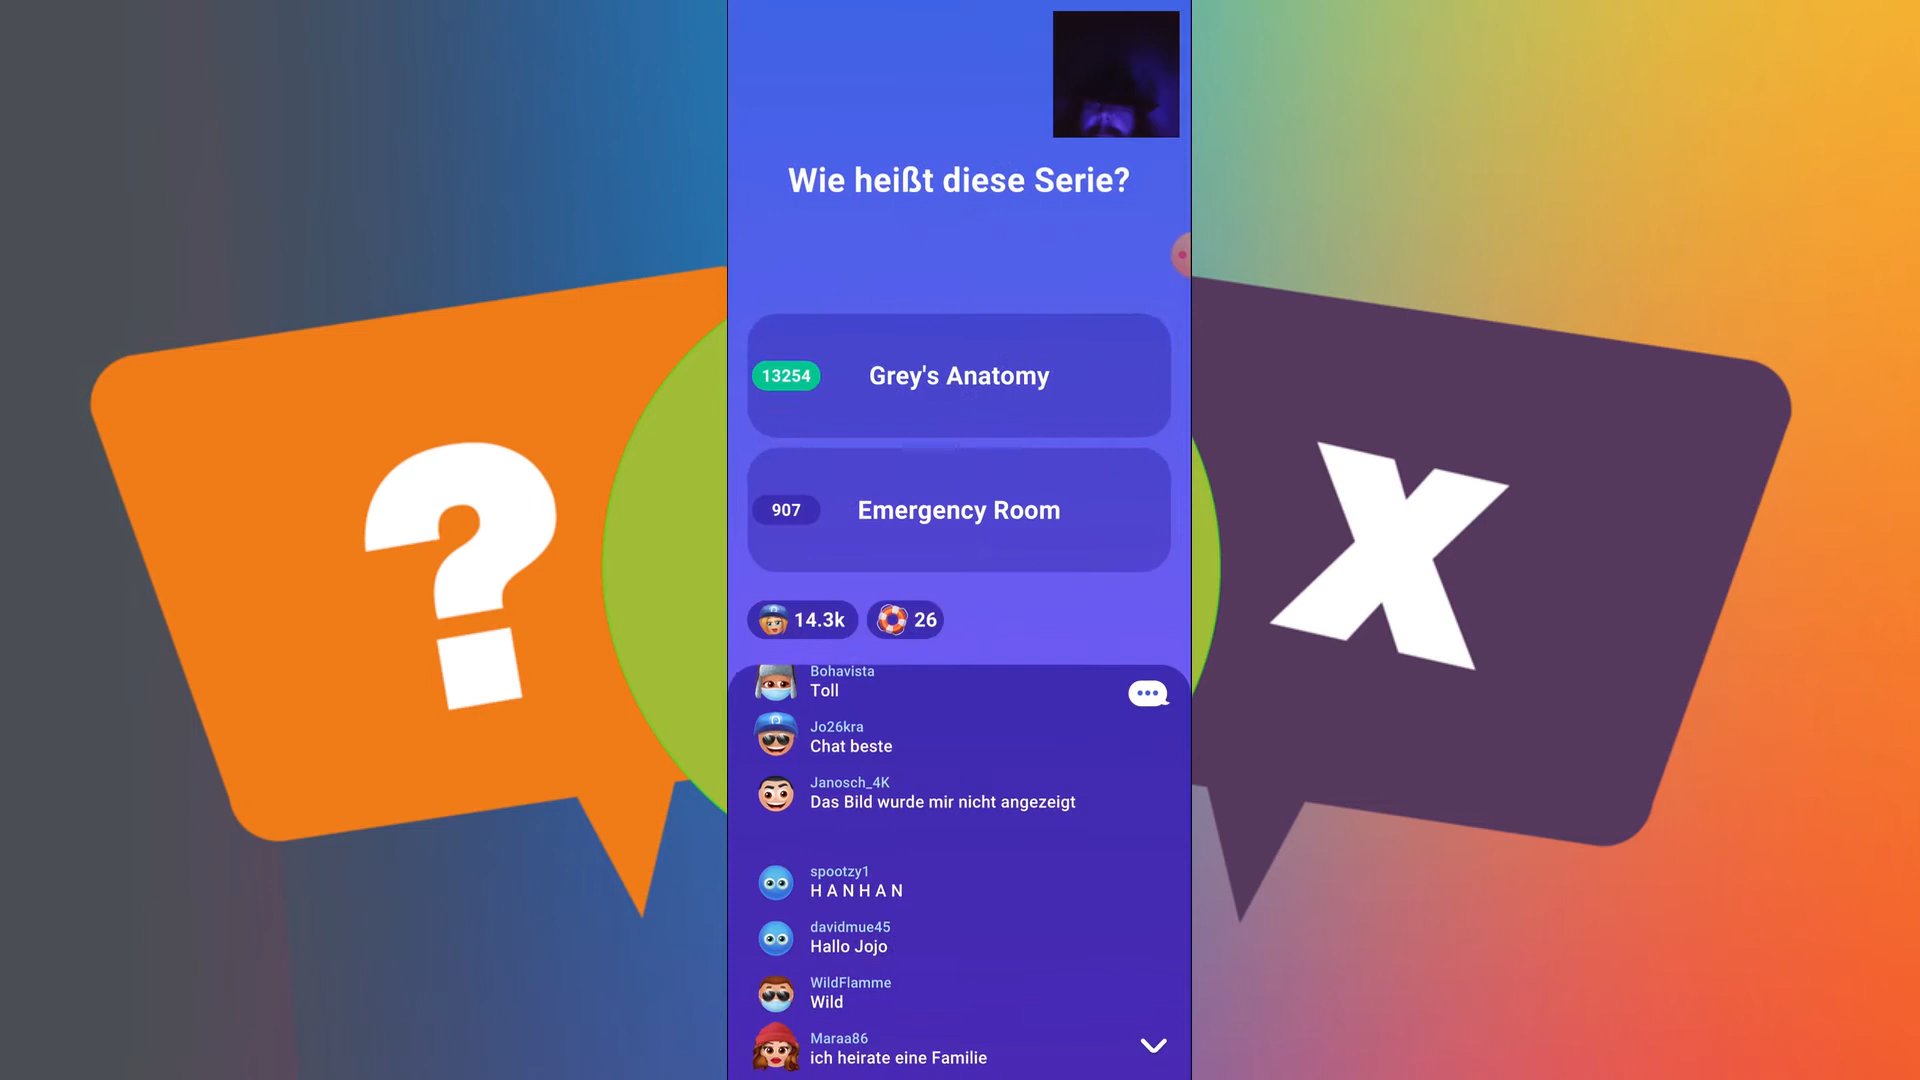 Wie heißt diese Serie?
13254 Grey's Anatomy
907 Emergency Room
14.3k 26
Bohavista
Toll
Jo26kra
Chat beste
Janosch_4K
Das Bild wurde mir nicht angezeigt
spootzy1
H A N H A N
davidmue45
Hallo Jojo
WildFlamme
Wild
Maraa86
ich heirate eine Familie
? X